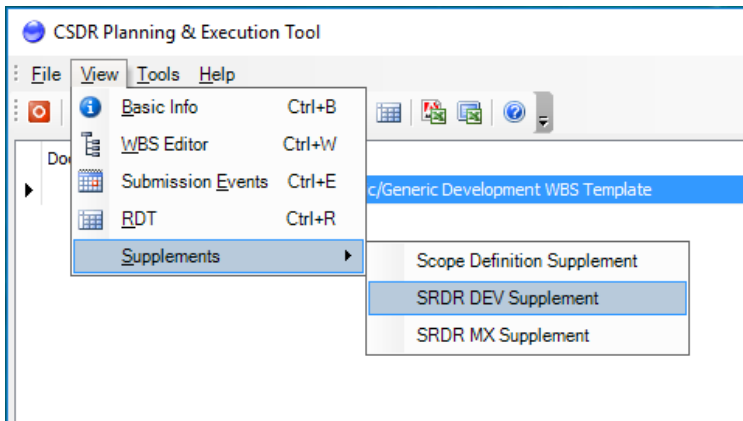 CSDR Planning & Execution Tool
File View Tools Help
Basic Info Ctrl+B
WBS Editor Ctrl+W
Submission Events Ctrl+E
RDT Ctrl+R
Supplements
Doc
c/Generic Development WBS Template
Scope Definition Supplement
SRDR DEV Supplement
SRDR MX Supplement